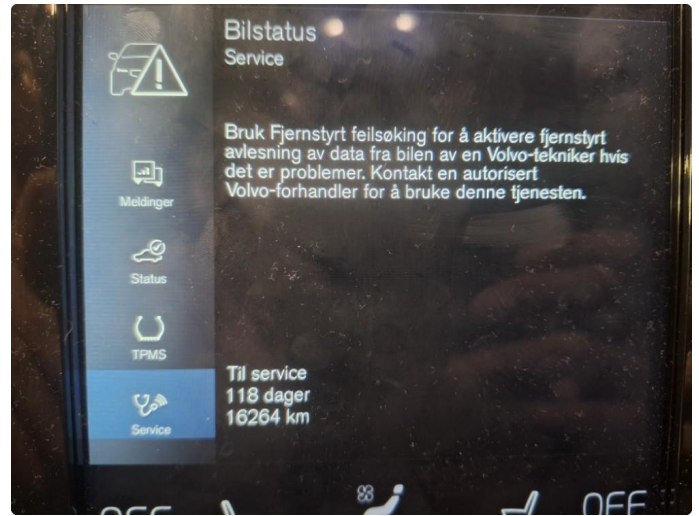 Bilstatus
Service
Bruk Fjernstyrt feilsøking for å aktivere fjernstyrt
avlesning av data fra bilen av en Volvo-tekniker hvis
det er problemer. Kontakt en autorisert
Volvo-forhandler for å bruke denne tjenesten.
Meldinger
Status
TPMS
Service
Til service
118 dager
16264 km
OFF
OFF